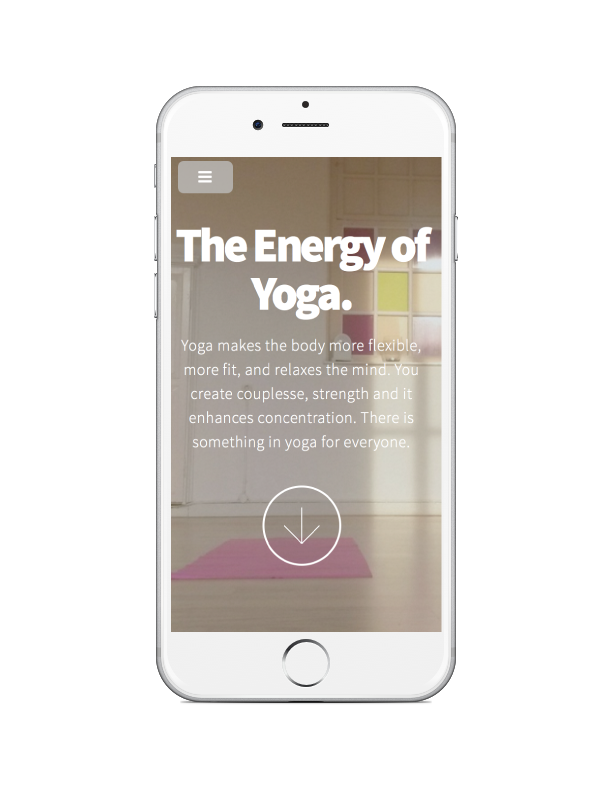 The Energy of
Yoga.
Yoga makes the body more flexible,
more fit, and relaxes the mind. You
create couplesse, strength and it
enhances concentration. There is
something in yoga for everyone.